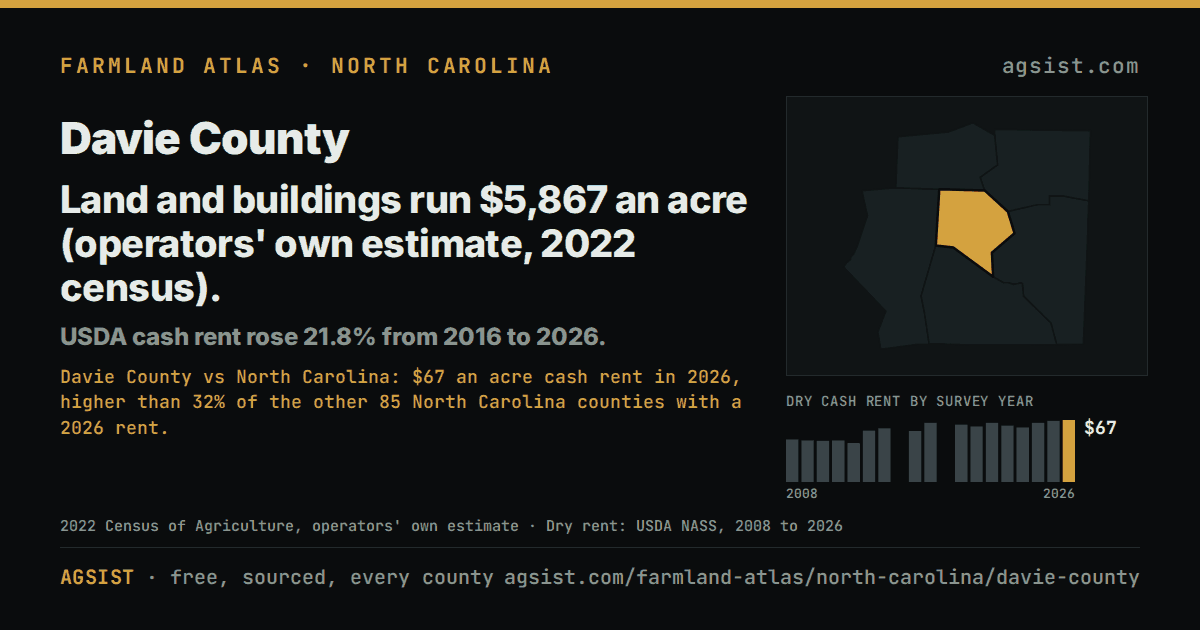 FARMLAND ATLAS · NORTH CAROLINA
agsist.com
Davie County
Land and buildings run $5,867 an acre
(operators' own estimate, 2022
census).
USDA cash rent rose 21.8% from 2016 to 2026.
Davie County vs North Carolina: $67 an acre cash rent in 2026,
higher than 32% of the other 85 North Carolina counties with a
2026 rent.
DRY CASH RENT BY SURVEY YEAR
$67
2008
2026
2022 Census of Agriculture, operators' own estimate · Dry rent: USDA NASS, 2008 to 2026
AGSIST · free, sourced, every county
agsist.com/farmland-atlas/north-carolina/davie-county